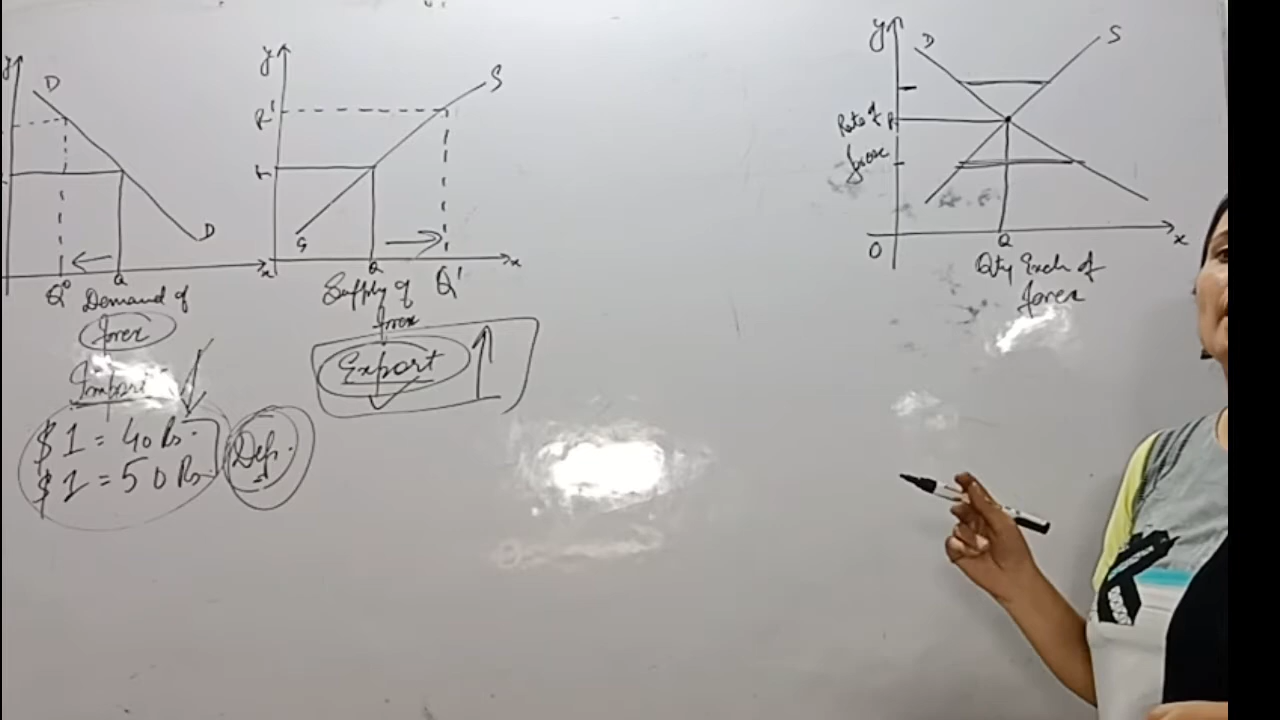 y
D
D
x
Q
Demand of
forex
Import
$ 1 = 40 Rs.
$ 1 = 50 Rs.
Dep.
y
S
R'
S
Q
Q'
x
Supply of
forex
Export
y
D
S
Rate of
forex
R
O
Q
x
Qty Exch of
forex